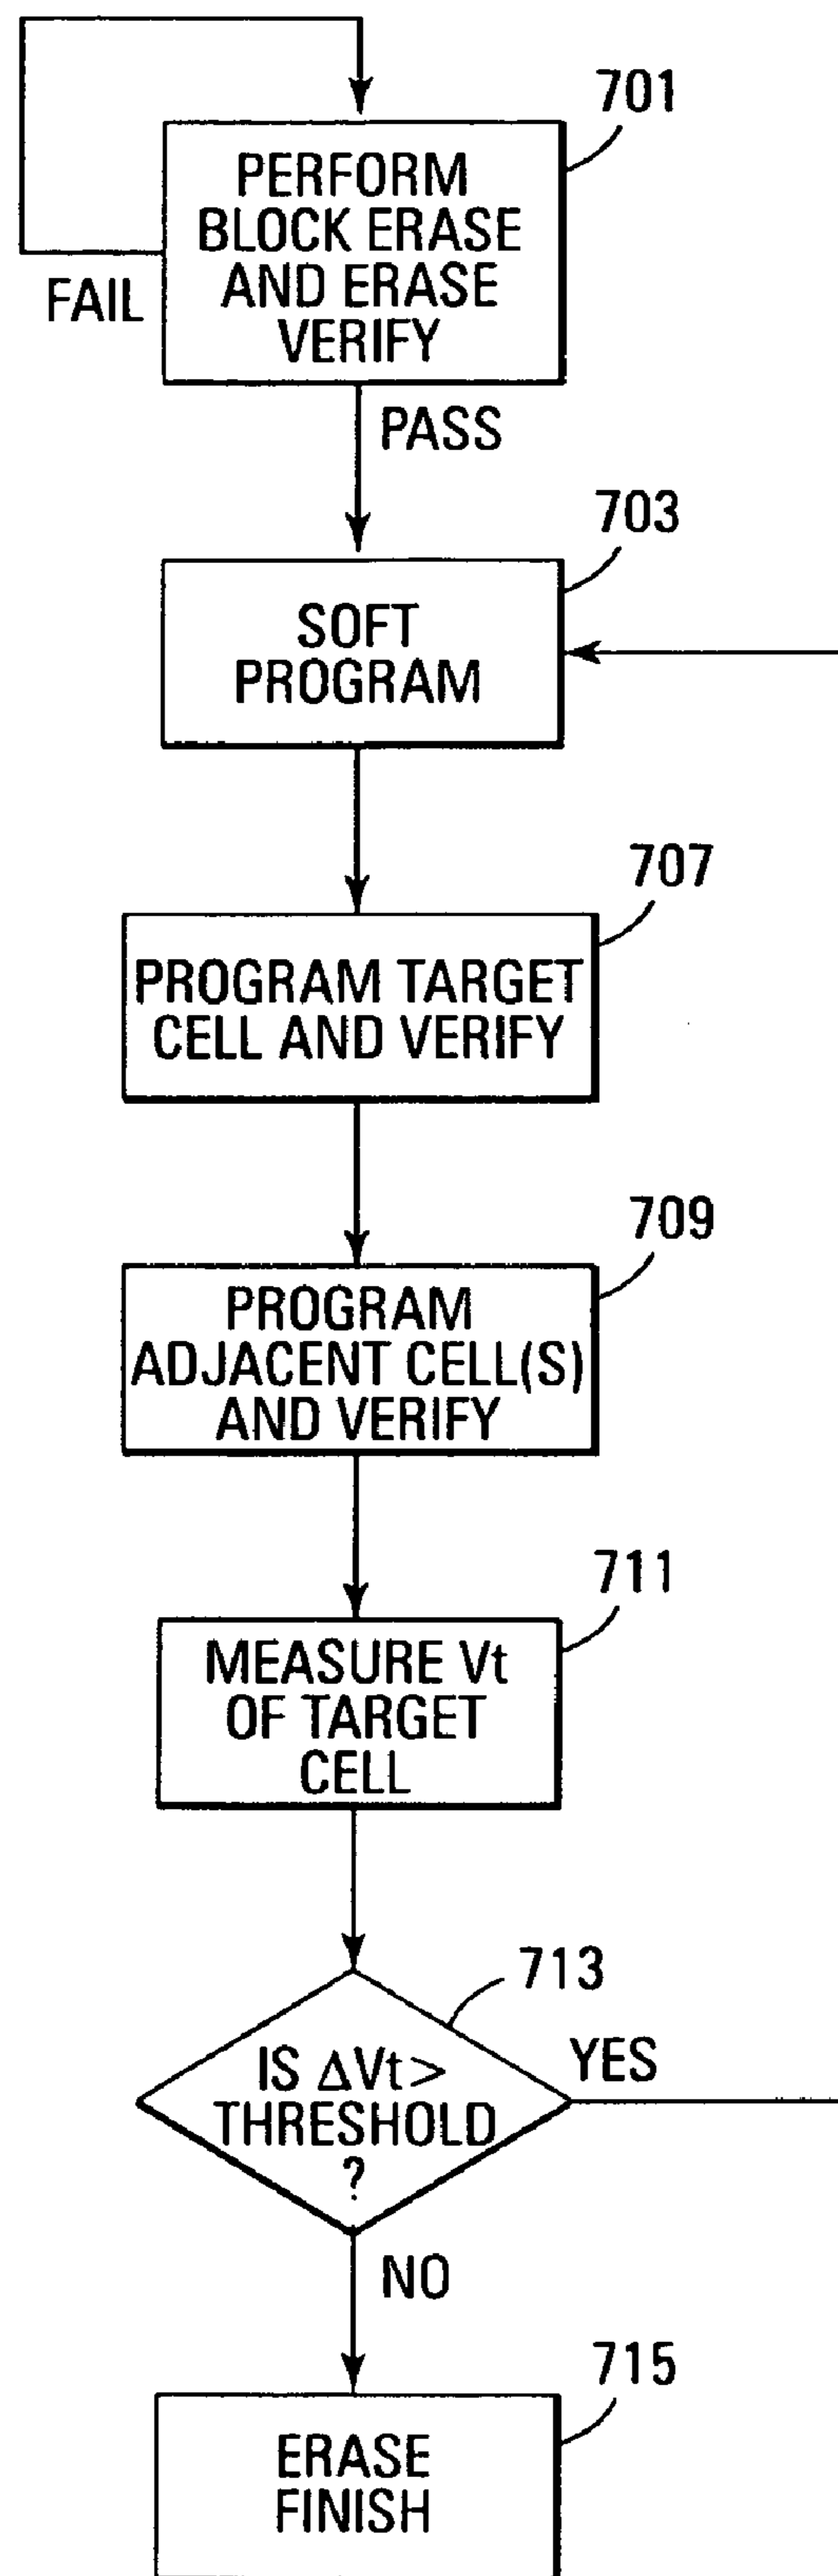 701
PERFORM
BLOCK ERASE
AND ERASE
VERIFY
FAIL
PASS
703
SOFT
PROGRAM
707
PROGRAM TARGET
CELL AND VERIFY
709
PROGRAM
ADJACENT CELL(S)
AND VERIFY
711
MEASURE Vt
OF TARGET
CELL
713
IS ΔVt>
THRESHOLD
?
YES
NO
715
ERASE
FINISH